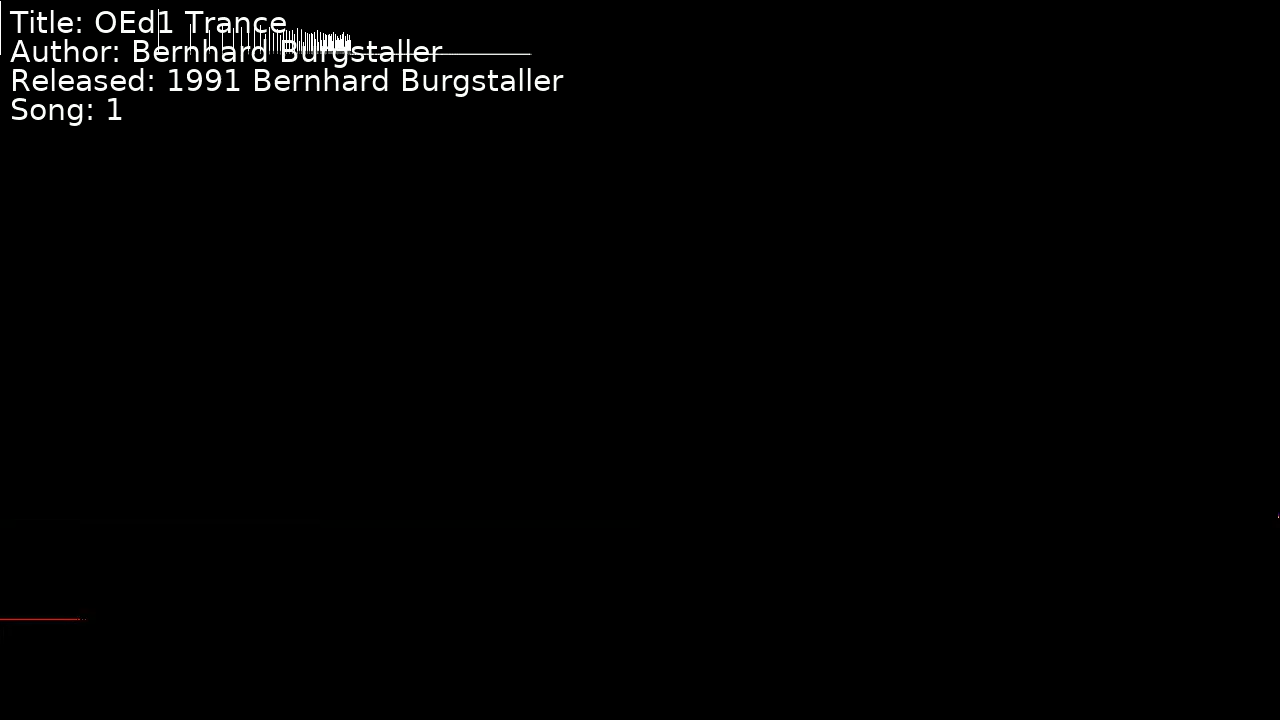 Title: OEd1 Trance
Author: Bernhard Burgstaller
Released: 1991 Bernhard Burgstaller
Song: 1